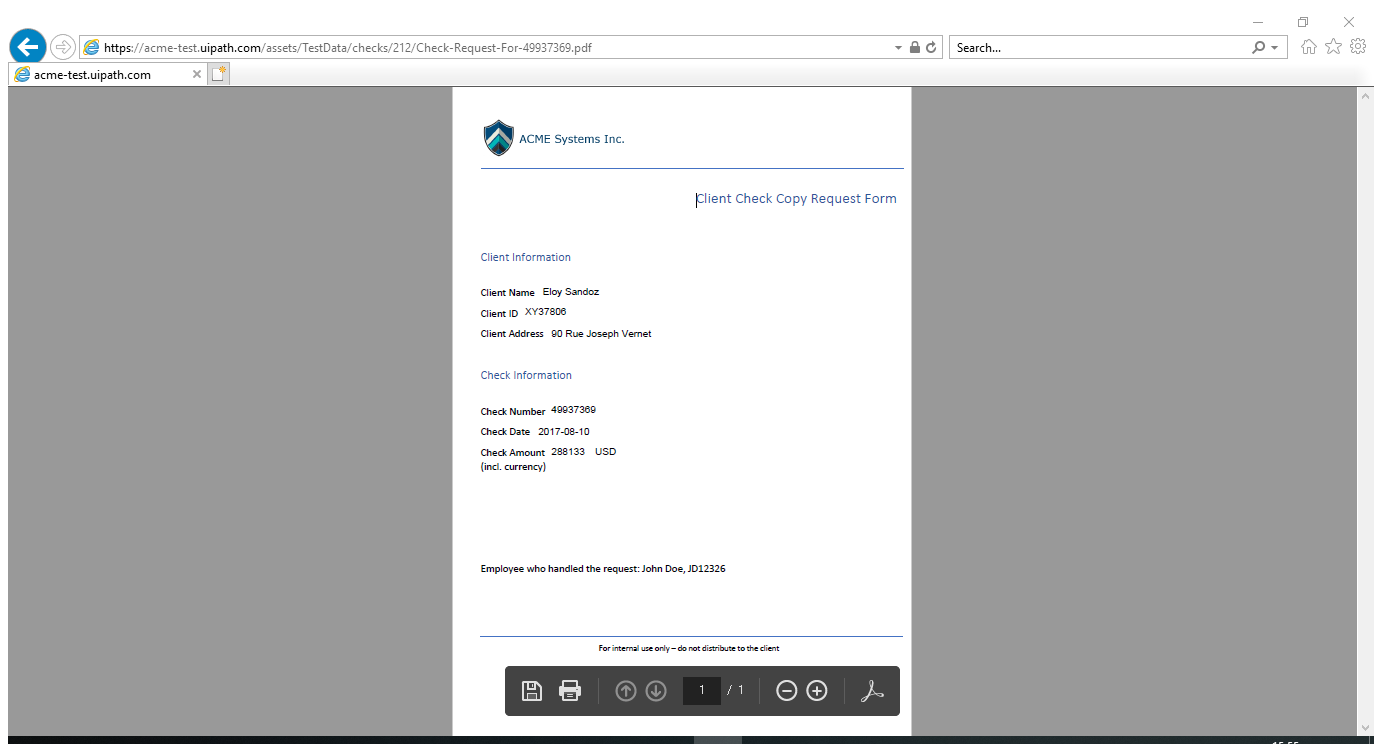 https://acme-test.uipath.com/assets/TestData/checks/212/Check-Request-For-49937369.pdf
Search...
acme-test.uipath.com
ACME Systems Inc.
Client Check Copy Request Form
Client Information
Client Name Eloy Sandoz
Client ID XY37806
Client Address 90 Rue Joseph Vernet
Check Information
Check Number 49937369
Check Date 2017-08-10
Check Amount 288133 USD
(incl. currency)
Employee who handled the request: John Doe, JD12326
For internal use only – do not distribute to the client
1 / 1